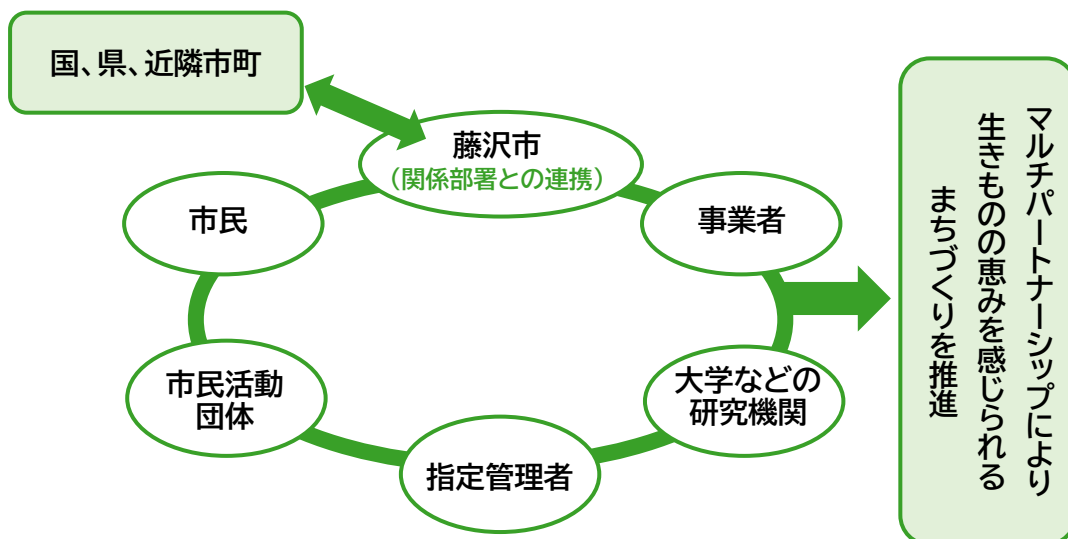 国、県、近隣市町
藤沢市
(関係部署との連携)
市民
事業者
市民活動
団体
大学などの
研究機関
指定管理者
マルチパートナーシップにより
生きものの恵みを感じられる
まちづくりを推進